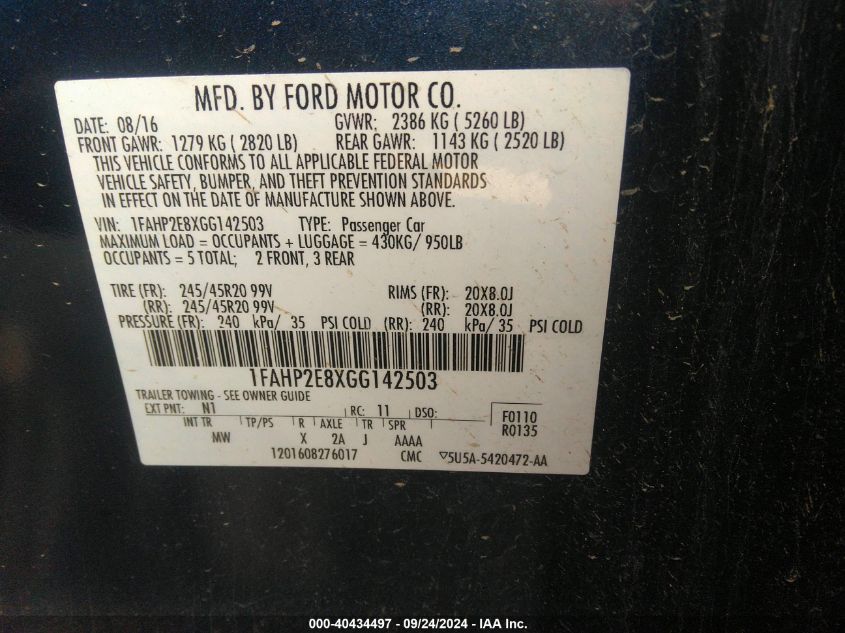 MFD. BY FORD MOTOR CO.
DATE: 08/16 GVWR: 2386 KG ( 5260 LB)
FRONT GAWR: 1279 KG ( 2820 LB) REAR GAWR: 1143 KG ( 2520 LB)
THIS VEHICLE CONFORMS TO ALL APPLICABLE FEDERAL MOTOR
VEHICLE SAFETY, BUMPER, AND THEFT PREVENTION STANDARDS
IN EFFECT ON THE DATE OF MANUFACTURE SHOWN ABOVE.
VIN: 1FAHP2E8XGG142503 TYPE: Passenger Car
MAXIMUM LOAD = OCCUPANTS + LUGGAGE = 430KG/ 950LB
OCCUPANTS = 5 TOTAL; 2 FRONT, 3 REAR
TIRE (FR): 245/45R20 99V RIMS (FR): 20X8.0J
(RR): 245/45R20 99V (RR): 20X8.0J
PRESSURE (FR): 240 kPa/ 35 PSI COLD (RR): 240 kPa/ 35 PSI COLD
1FAHP2E8XGG142503
TRAILER TOWING - SEE OWNER GUIDE
EXT PNT: N1 RC: 11 DSO: F0110
INT TR TP/PS R AXLE TR SPR R0135
MW X 2A J AAAA
1201608276017 CMC ▽5U5A-5420472-AA
000-40434497 - 09/24/2024 - IAA Inc.